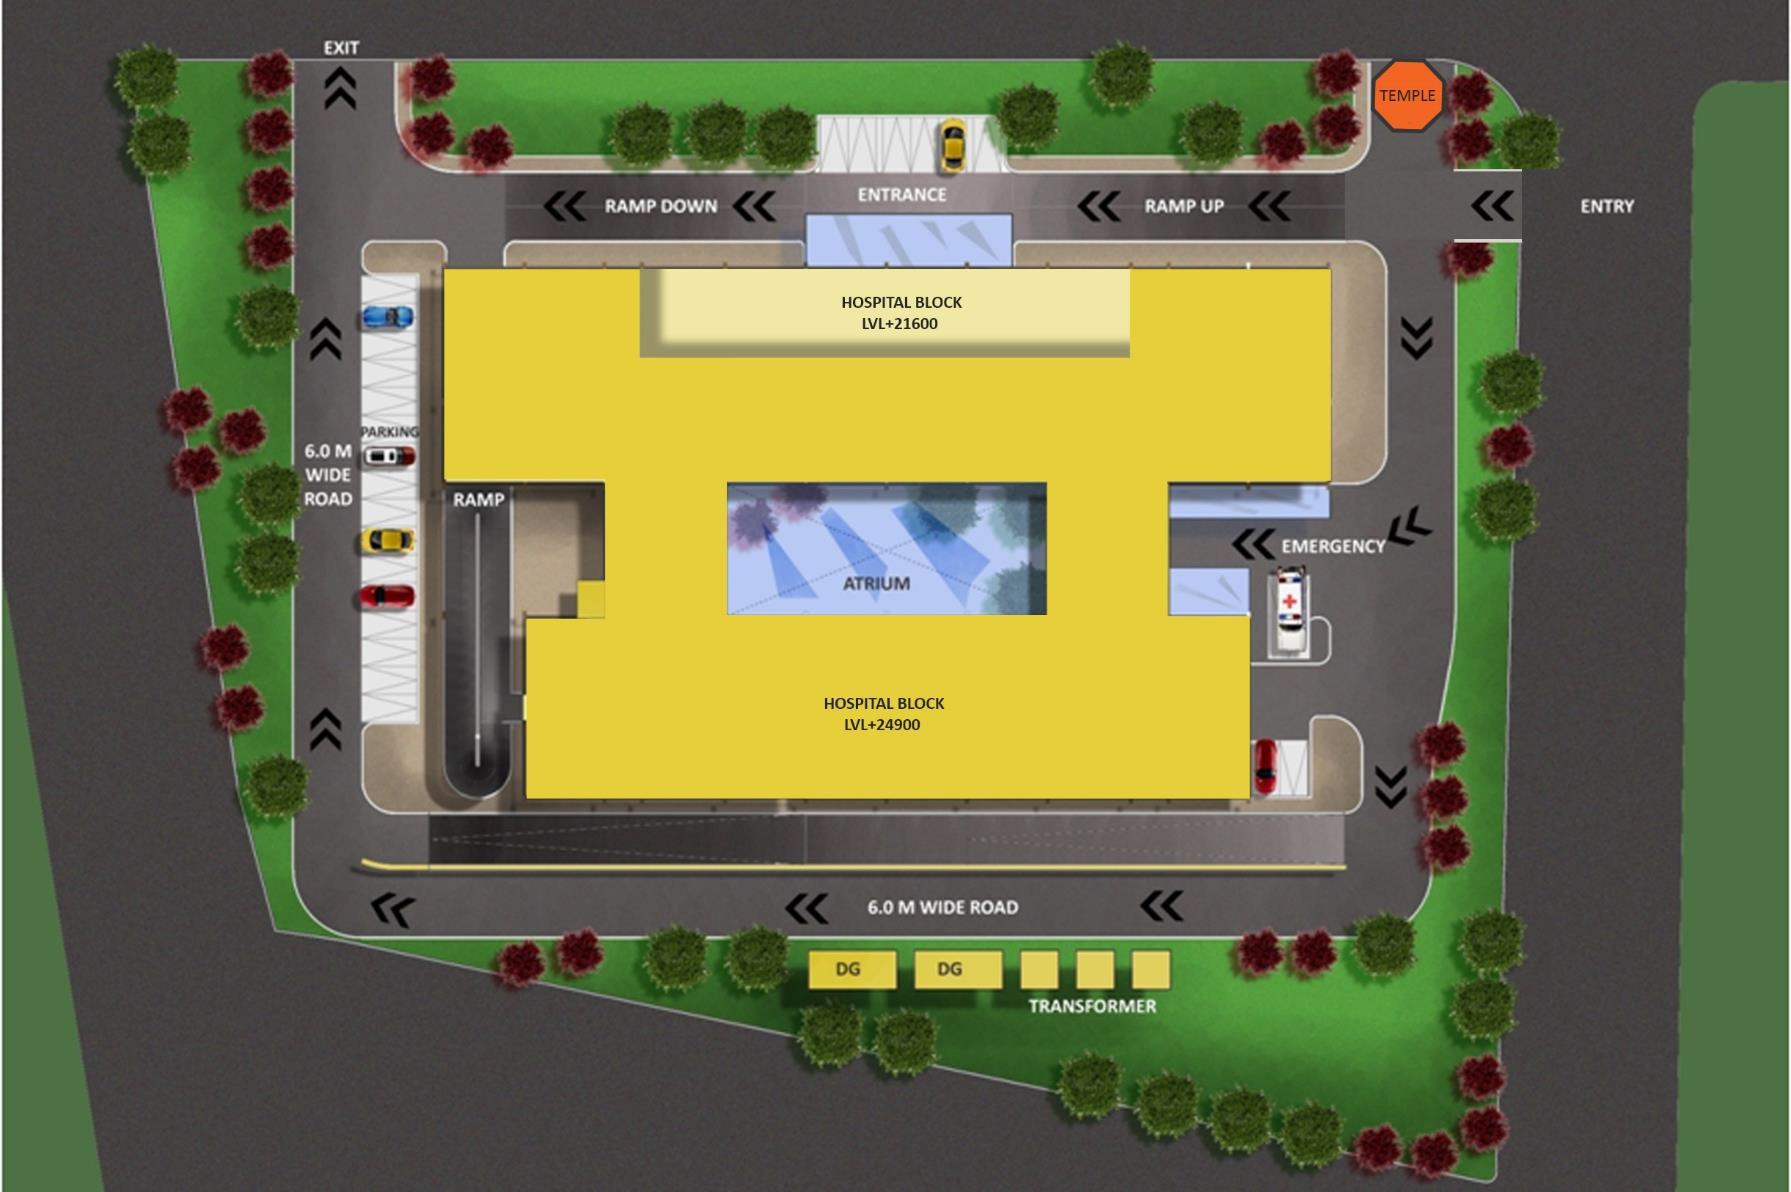 EXIT
TEMPLE
ENTRANCE
RAMP DOWN
RAMP UP
ENTRY
HOSPITAL BLOCK
LVL+21600
PARKING
6.0 M
WIDE
ROAD
RAMP
EMERGENCY
ATRIUM
HOSPITAL BLOCK
LVL+24900
6.0 M WIDE ROAD
DG
DG
TRANSFORMER